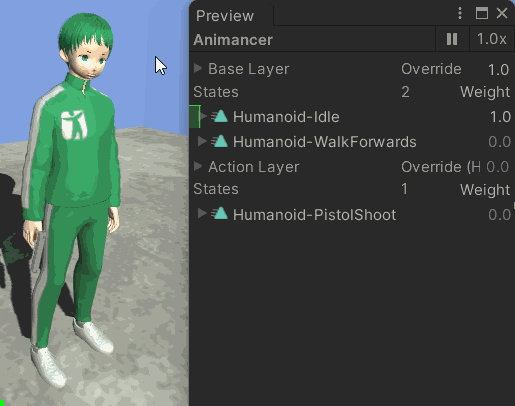 Preview
Animancer 1.0x
Base Layer Override 1.0
States 2 Weight
Humanoid-Idle 1.0
Humanoid-WalkForwards 0.0
Action Layer Override (H 0.0
States 1 Weight
Humanoid-PistolShoot 0.0